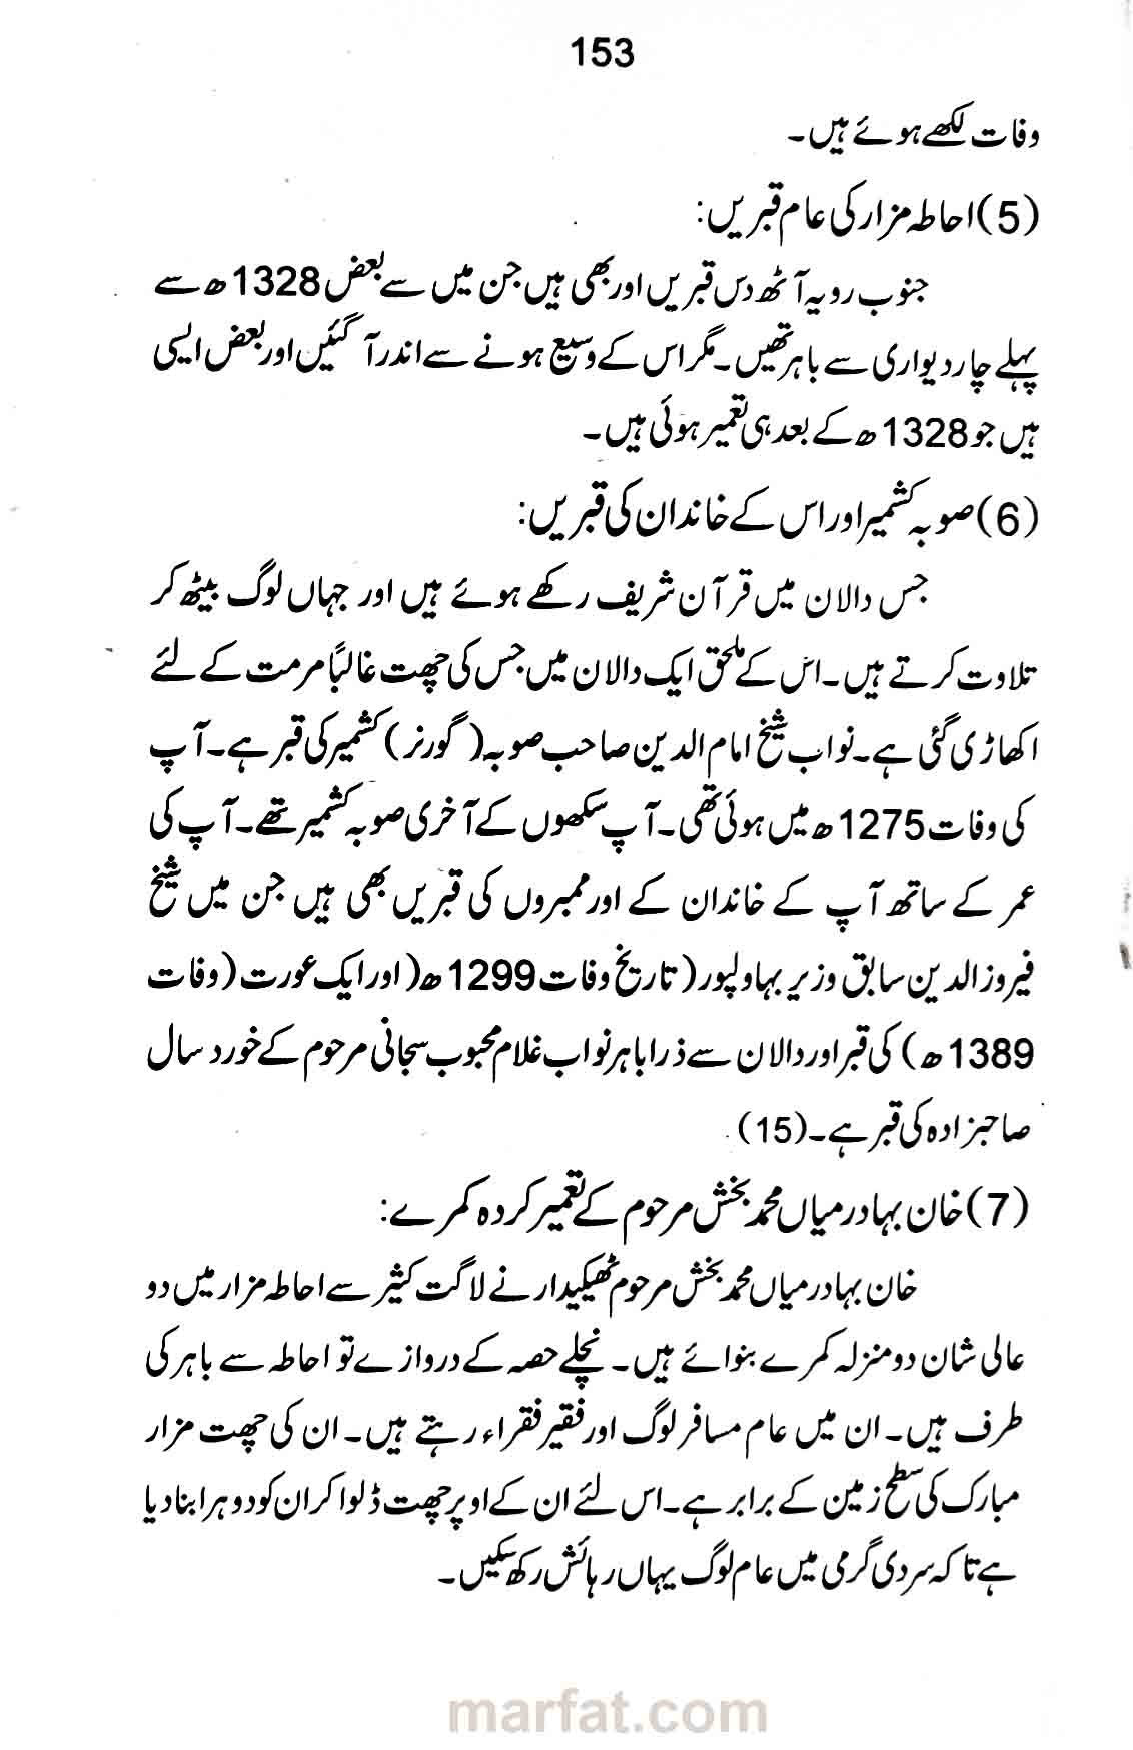 153
وفات لکھے ہوئے ہیں۔
(5) احاطہ مزار کی عام قبریں:
جنوب رویہ آٹھ دس قبریں اور بھی ہیں جن میں سے بعض 1328ھ سے
پہلے چار دیواری سے باہر تھیں۔ مگر اس کے وسیع ہونے سے اندر آ گئیں اور بعض ایسی
ہیں جو 1328ھ کے بعد ہی تعمیر ہوئی ہیں۔
(6) صوبہ کشمیر اور اس کے خاندان کی قبریں:
جس دالان میں قرآن شریف رکھے ہوئے ہیں اور جہاں لوگ بیٹھ کر
تلاوت کرتے ہیں۔ اس کے ملحق ایک دالان میں جس کی چھت غالباً مرمت کے لئے
اکھاڑی گئی ہے۔ نواب شیخ امام الدین صاحب صوبہ (گورنر) کشمیر کی قبر ہے۔ آپ
کی وفات 1275ھ میں ہوئی تھی۔ آپ سکھوں کے آخری صوبہ کشمیر تھے۔ آپ کی
عمر کے ساتھ آپ کے خاندان کے اور ممبروں کی قبریں بھی ہیں جن میں شیخ
فیروز الدین سابق وزیر بہاولپور (تاریخ وفات 1299ھ) اور ایک عورت (وفات
1389ھ) کی قبر اور دالان سے ذرا باہر نواب غلام محبوب سبحانی مرحوم کے خورد سال
صاحبزادہ کی قبر ہے۔ (15)
(7) خان بہادر میاں محمد بخش مرحوم کے تعمیر کردہ کمرے:
خان بہادر میاں محمد بخش مرحوم ٹھیکیدار نے لاگت کثیر سے احاطہ مزار میں دو
عالی شان دو منزلہ کمرے بنوائے ہیں۔ نچلے حصہ کے دروازے تو احاطہ سے باہر کی
طرف ہیں۔ ان میں عام مسافر لوگ اور فقیر فقراء رہتے ہیں۔ ان کی چھت مزار
مبارک کی سطح زمین کے برابر ہے۔ اس لئے ان کے اوپر چھت ڈلوا کر ان کو دوہرا بنا دیا
ہے تاکہ سردی گرمی میں عام لوگ یہاں رہائش رکھ سکیں۔
marfat.com